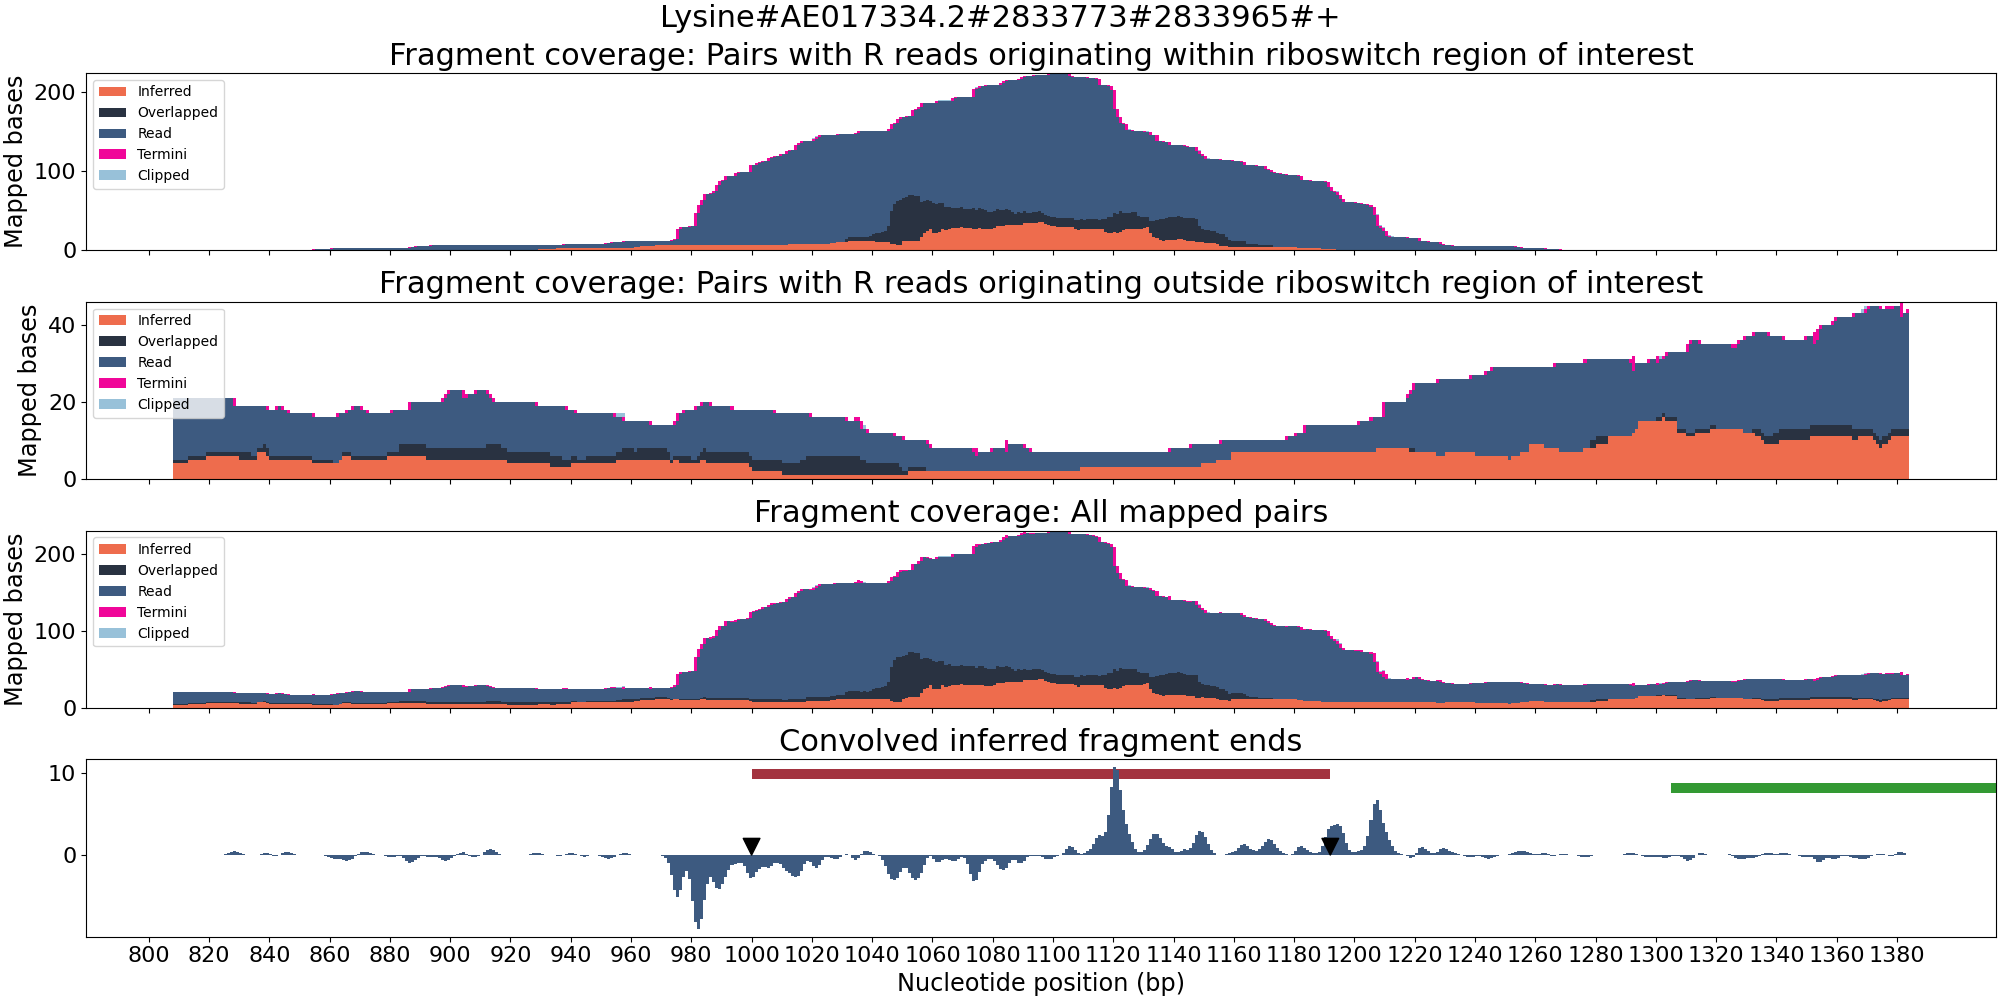 Lysine#AE017334.2#2833773#2833965#+
Fragment coverage: Pairs with R reads originating within riboswitch region of interest
Mapped bases
200
100
0
Inferred
Overlapped
Read
Termini
Clipped
Fragment coverage: Pairs with R reads originating outside riboswitch region of interest
Mapped bases
40
20
0
Inferred
Overlapped
Read
Termini
Clipped
Fragment coverage: All mapped pairs
Mapped bases
200
100
0
Inferred
Overlapped
Read
Termini
Clipped
Convolved inferred fragment ends
10
0
800 820 840 860 880 900 920 940 960 980 1000 1020 1040 1060 1080 1100 1120 1140 1160 1180 1200 1220 1240 1260 1280 1300 1320 1340 1360 1380
Nucleotide position (bp)